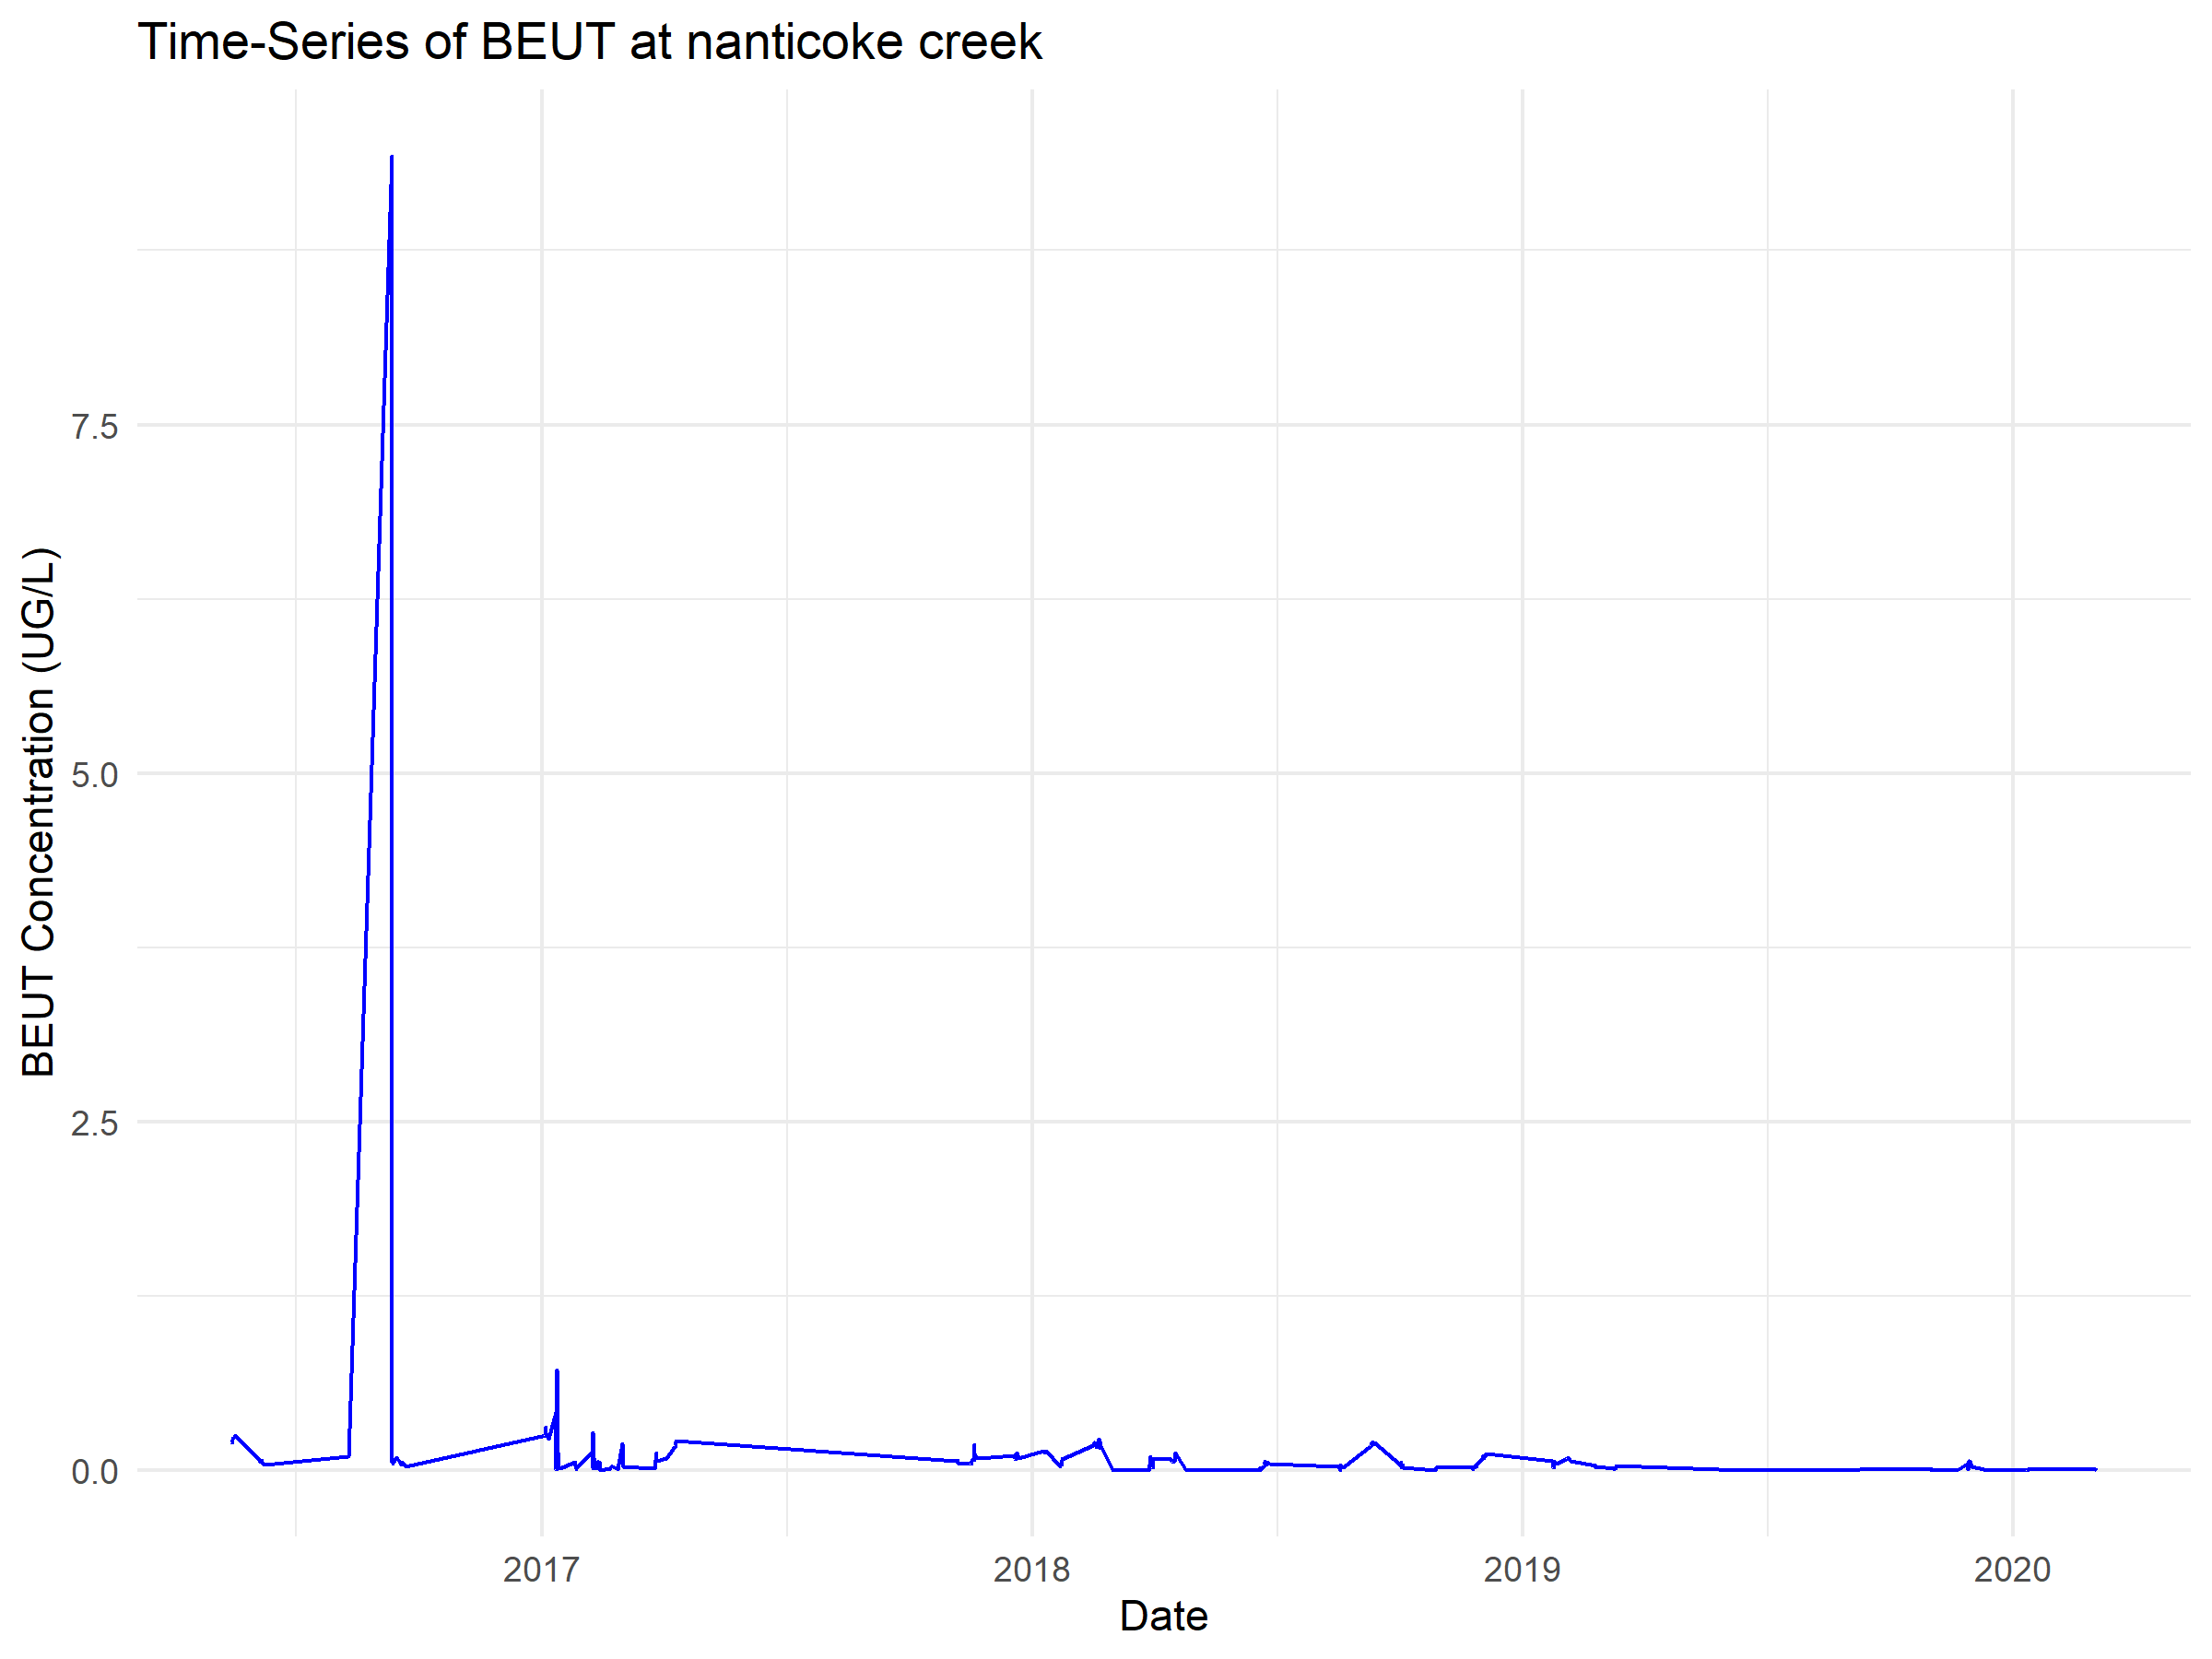 Time-Series of BEUT at nanticoke creek
BEUT Concentration (UG/L)
7.5
5.0
2.5
0.0
2017
2018
2019
2020
Date